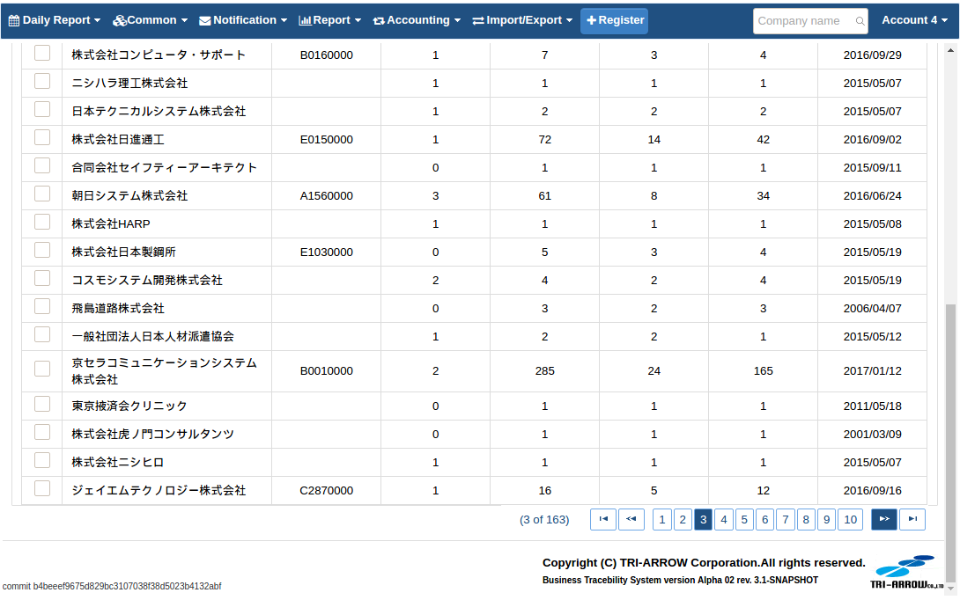 Daily Report Common Notification Report Accounting Import/Export Register Company name Account 4
株式会社コンピュータ・サポート B0160000 1 7 3 4 2016/09/29
ニシハラ理工株式会社 1 1 1 1 2015/05/07
日本テクニカルシステム株式会社 1 2 2 2 2015/05/07
株式会社日進通工 E0150000 1 72 14 42 2016/09/02
合同会社セイフティーアーキテクト 0 1 1 1 2015/09/11
朝日システム株式会社 A1560000 3 61 8 34 2016/06/24
株式会社HARP 1 1 1 1 2015/05/08
株式会社日本製鋼所 E1030000 0 5 3 4 2015/05/19
コスモシステム開発株式会社 2 4 2 4 2015/05/19
飛島道路株式会社 0 3 2 3 2006/04/07
一般社団法人日本人材派遣協会 1 2 2 1 2015/05/12
京セラコミュニケーションシステム
株式会社 B0010000 2 285 24 165 2017/01/12
東京掖済会クリニック 0 1 1 1 2011/05/18
株式会社虎ノ門コンサルタンツ 0 1 1 1 2001/03/09
株式会社ニシヒロ 1 1 1 1 2015/05/07
ジェイエムテクノロジー株式会社 C2870000 1 16 5 12 2016/09/16
(3 of 163) 1 2 3 4 5 6 7 8 9 10
Copyright (C) TRI-ARROW Corporation.All rights reserved.
Business Tracebility System version Alpha 02 rev. 3.1-SNAPSHOT
TRI-ARROW
commit b4beeef9675d829bc3107038f38d5023b4132abf